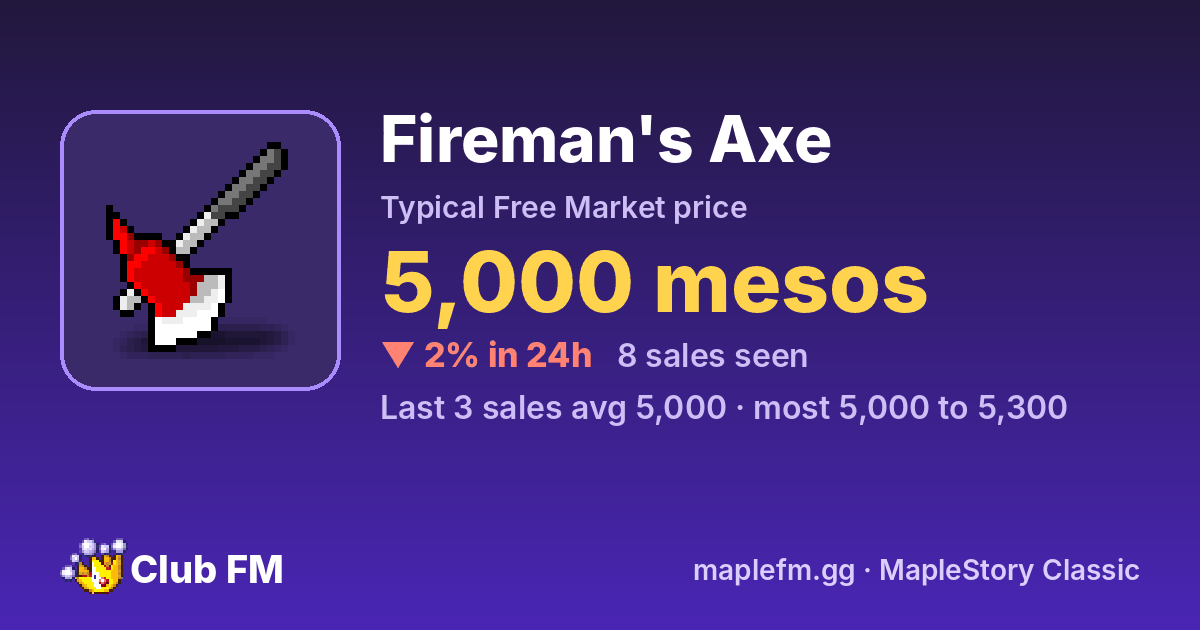 Fireman's Axe
Typical Free Market price
5,000 mesos
▼ 2% in 24h 8 sales seen
Last 3 sales avg 5,000 · most 5,000 to 5,300
Club FM
maplefm.gg · MapleStory Classic